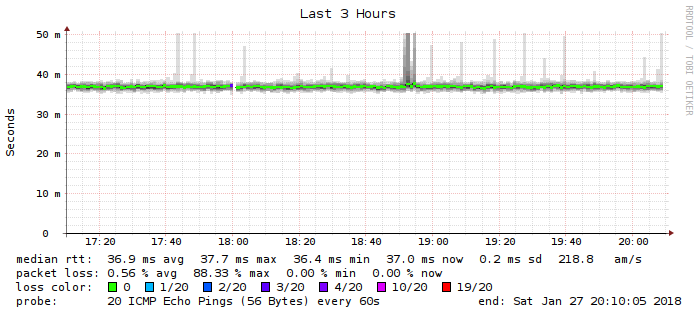 Last 3 Hours
RRDTOOL / TOBI OETIKER
Seconds
50 m
40 m
30 m
20 m
10 m
0
17:20 17:40 18:00 18:20 18:40 19:00 19:20 19:40 20:00
median rtt: 36.9 ms avg 37.7 ms max 36.4 ms min 37.0 ms now 0.2 ms sd 218.8 am/s
packet loss: 0.56 % avg 88.33 % max 0.00 % min 0.00 % now
loss color: 0 1/20 2/20 3/20 4/20 10/20 19/20
probe: 20 ICMP Echo Pings (56 Bytes) every 60s end: Sat Jan 27 20:10:05 2018